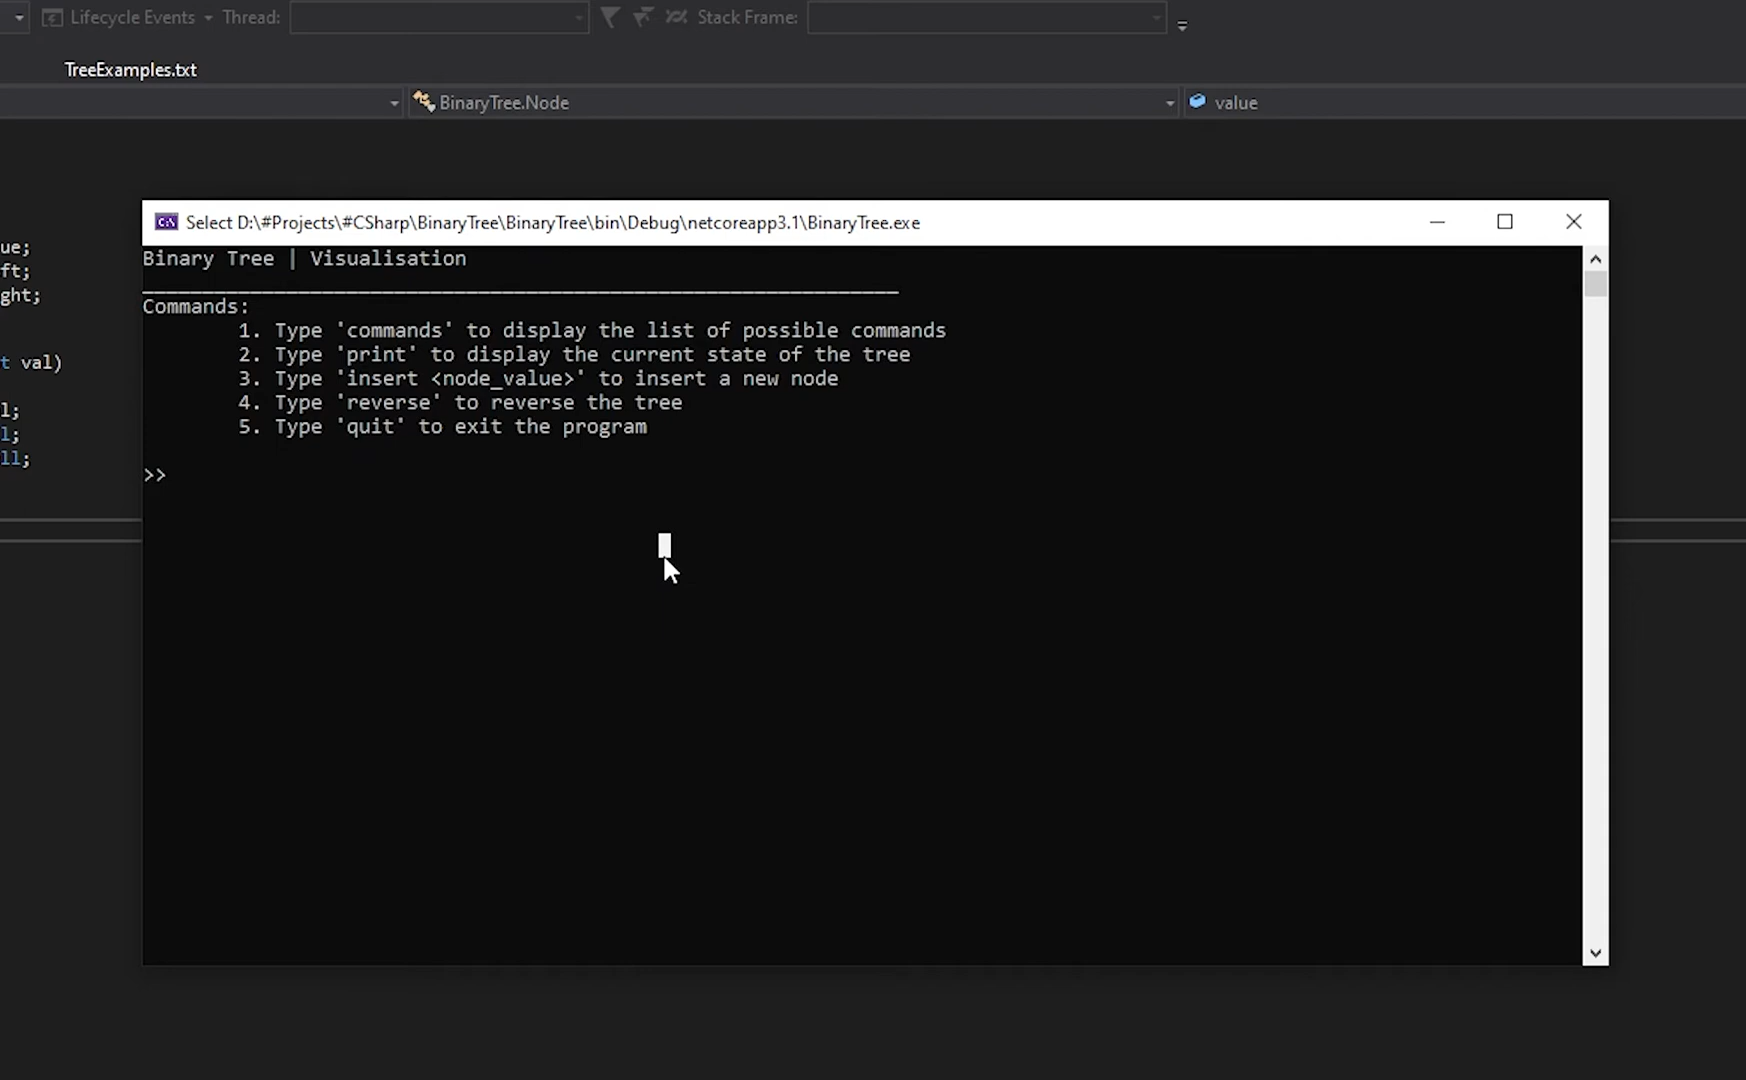 Lifecycle Events Thread: Stack Frame:
TreeExamples.txt
BinaryTree.Node value
Select D:\#Projects\#CSharp\BinaryTree\BinaryTree\bin\Debug\netcoreapp3.1\BinaryTree.exe
Binary Tree | Visualisation
Commands:
1. Type 'commands' to display the list of possible commands
2. Type 'print' to display the current state of the tree
3. Type 'insert <node_value>' to insert a new node
4. Type 'reverse' to reverse the tree
5. Type 'quit' to exit the program
>>
ue;
ft;
ght;
t val)
l;
l;
ll;